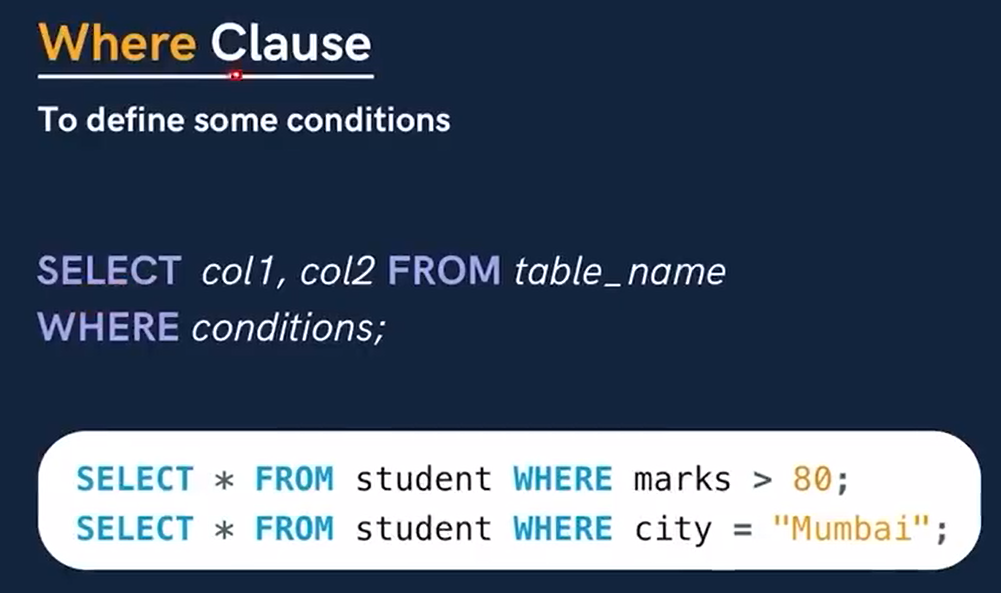 Where Clause
To define some conditions
SELECT col1, col2 FROM table_name
WHERE conditions;
SELECT * FROM student WHERE marks > 80;
SELECT * FROM student WHERE city = "Mumbai";